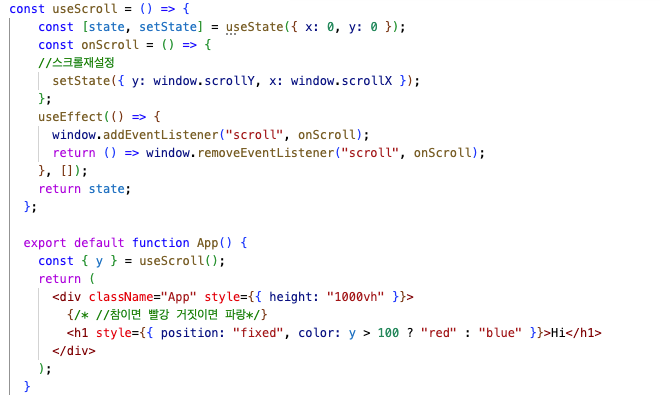 const useScroll = () => {
const [state, setState] = useState({ x: 0, y: 0 });
const onScroll = () => {
//스크롤재설정
setState({ y: window.scrollY, x: window.scrollX });
};
useEffect(() => {
window.addEventListener("scroll", onScroll);
return () => window.removeEventListener("scroll", onScroll);
}, []);
return state;
};
export default function App() {
const { y } = useScroll();
return (
<div className="App" style={{ height: "1000vh" }}>
{/* //참이면 빨강 거짓이면 파랑*/}
<h1 style={{ position: "fixed", color: y > 100 ? "red" : "blue" }}>Hi</h1>
</div>
);
}